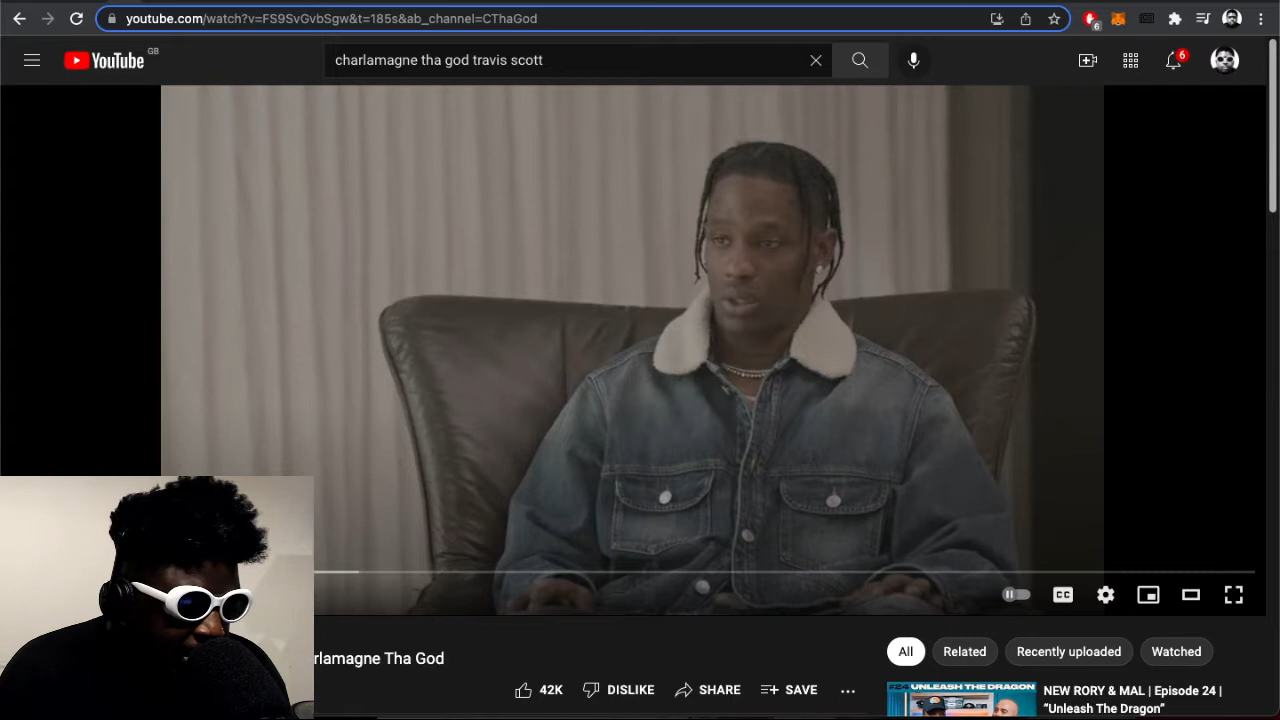 youtube.com/watch?v=FS9SvGvbSgw&t=185s&ab_channel=CThaGod
6
YouTube GB
charlamagne tha god travis scott
6
CC
rlamagne Tha God
All
Related
Recently uploaded
Watched
42K
DISLIKE
SHARE
SAVE
#24 UNLEASH THE DRAGON
NEW RORY & MAL | Episode 24 |
“Unleash The Dragon”